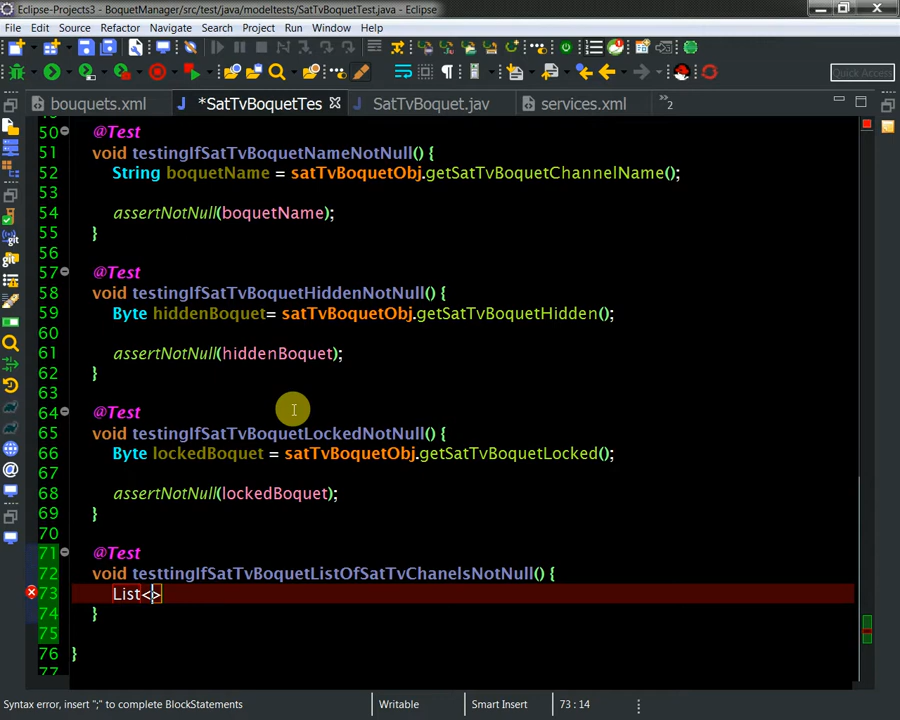 Eclipse-Projects3 - BoquetManager/src/test/java/modeltests/SatTvBoquetTest.java - Eclipse
File Edit Source Refactor Navigate Search Project Run Window Help
Quick Access
bouquets.xml *SatTvBoquetTes SatTvBoquet.jav services.xml »2
50 @Test
51 void testingIfSatTvBoquetNameNotNull() {
52 String boquetName = satTvBoquetObj.getSatTvBoquetChannelName();
53
54 assertNotNull(boquetName);
55 }
56
57 @Test
58 void testingIfSatTvBoquetHiddenNotNull() {
59 Byte hiddenBoquet= satTvBoquetObj.getSatTvBoquetHidden();
60
61 assertNotNull(hiddenBoquet);
62 }
63
64 @Test
65 void testingIfSatTvBoquetLockedNotNull() {
66 Byte lockedBoquet = satTvBoquetObj.getSatTvBoquetLocked();
67
68 assertNotNull(lockedBoquet);
69 }
70
71 @Test
72 void testtingIfSatTvBoquetListOfSatTvChanelsNotNull() {
73 List<>
74 }
75
76 }
77
Syntax error, insert ";" to complete BlockStatements Writable Smart Insert 73 : 14